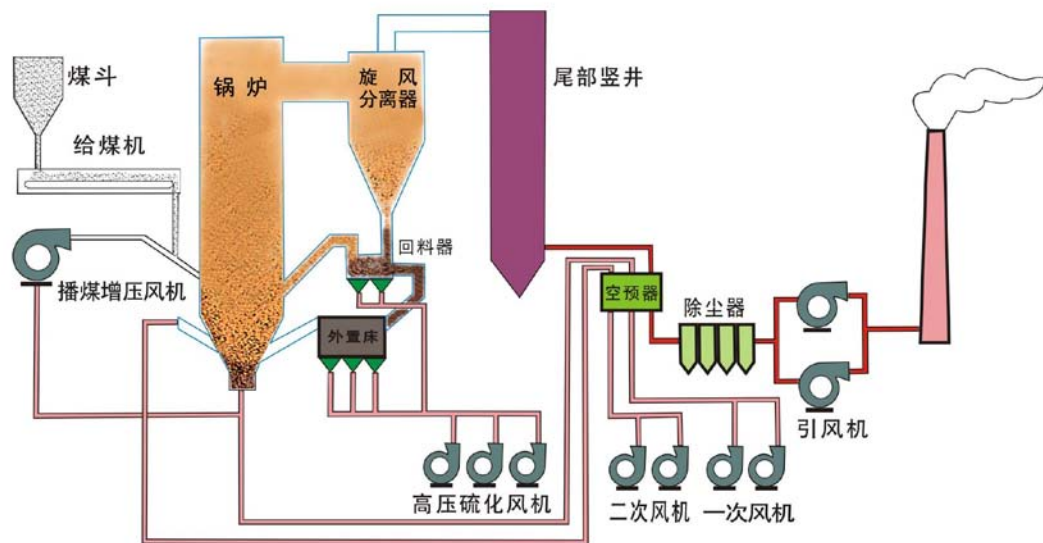 煤斗
锅 炉
旋 风
分离器
尾部竖井
给煤机
回料器
播煤增压风机
空预器
除尘器
外置床
引风机
高压硫化风机
二次风机
一次风机